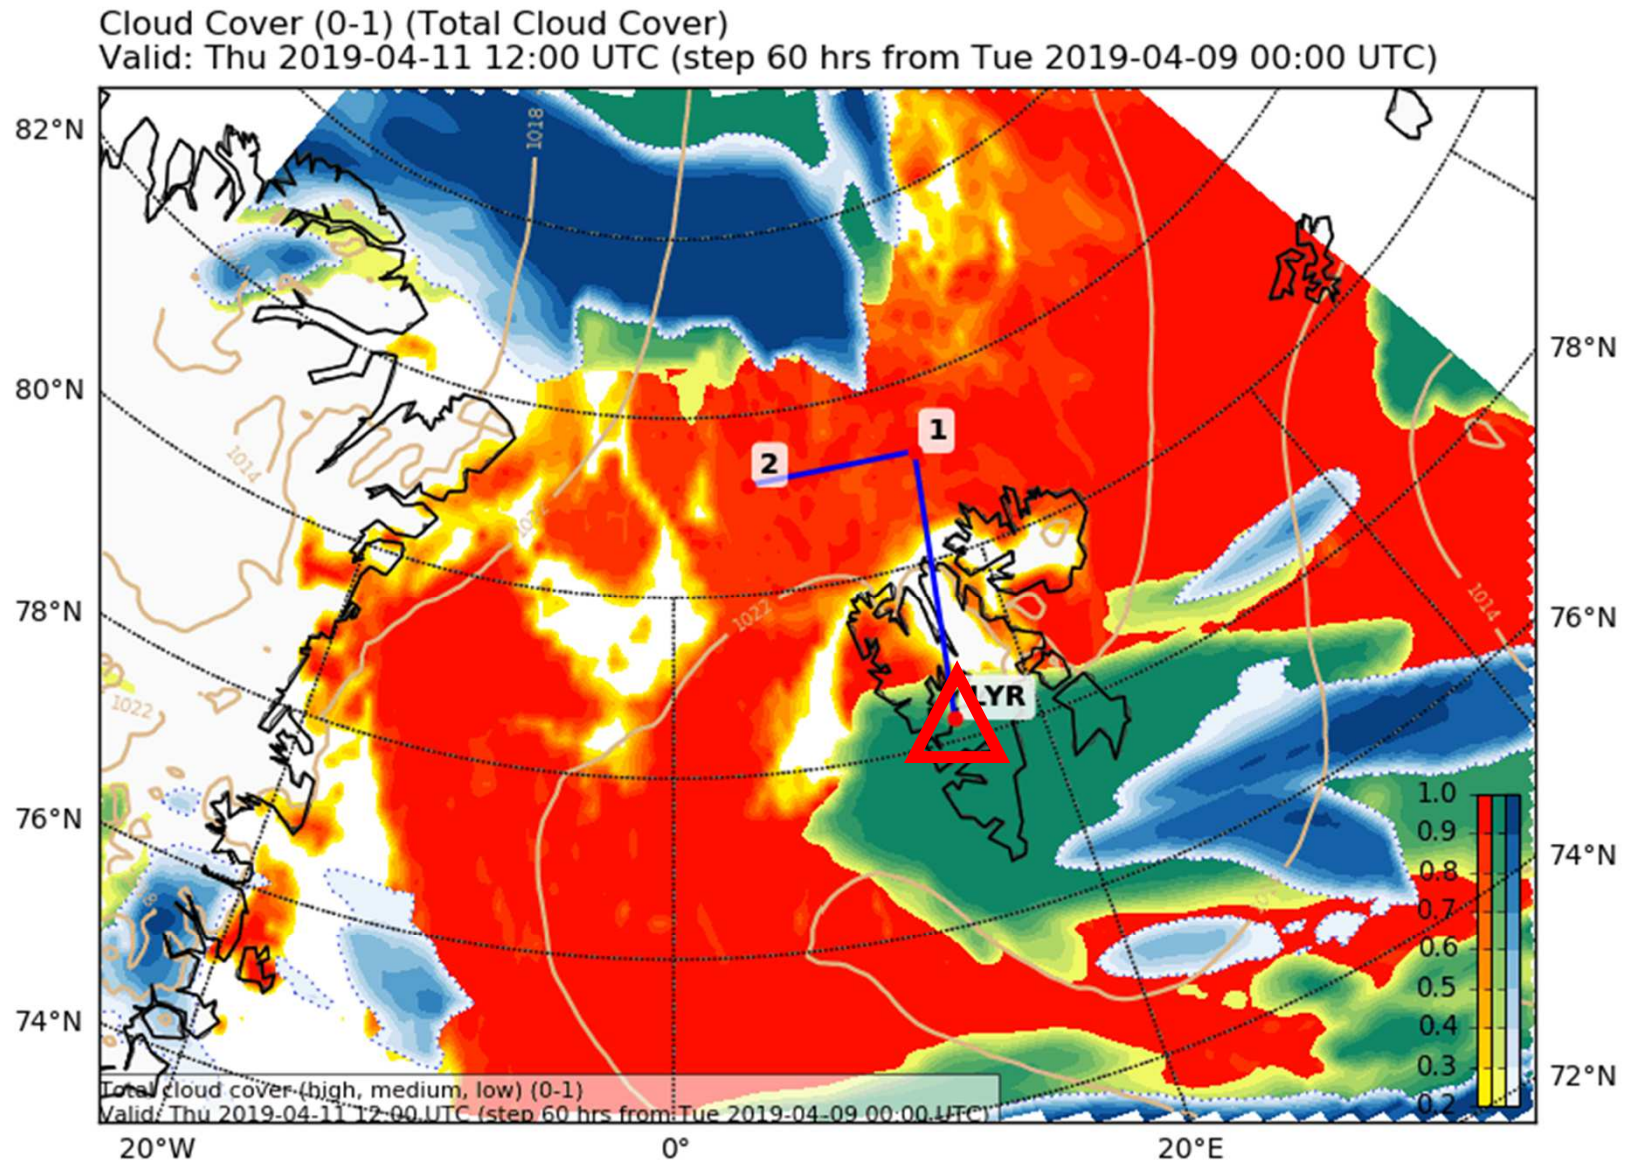 Cloud Cover (0-1) (Total Cloud Cover)
Valid: Thu 2019-04-11 12:00 UTC (step 60 hrs from Tue 2019-04-09 00:00 UTC)
82°N
1018
78°N
80°N
1
1014
2
1022
78°N
76°N
1014
1022
LYR
1022
76°N
1.0
0.9
74°N
0.8
0.7
0.6
0.5
74°N
0.4
0.3
72°N
0.2
Total cloud cover (high, medium, low) (0-1)
Valid: Thu 2019-04-11 12:00 UTC (step 60 hrs from Tue 2019-04-09 00:00 UTC)
20°W
0°
20°E